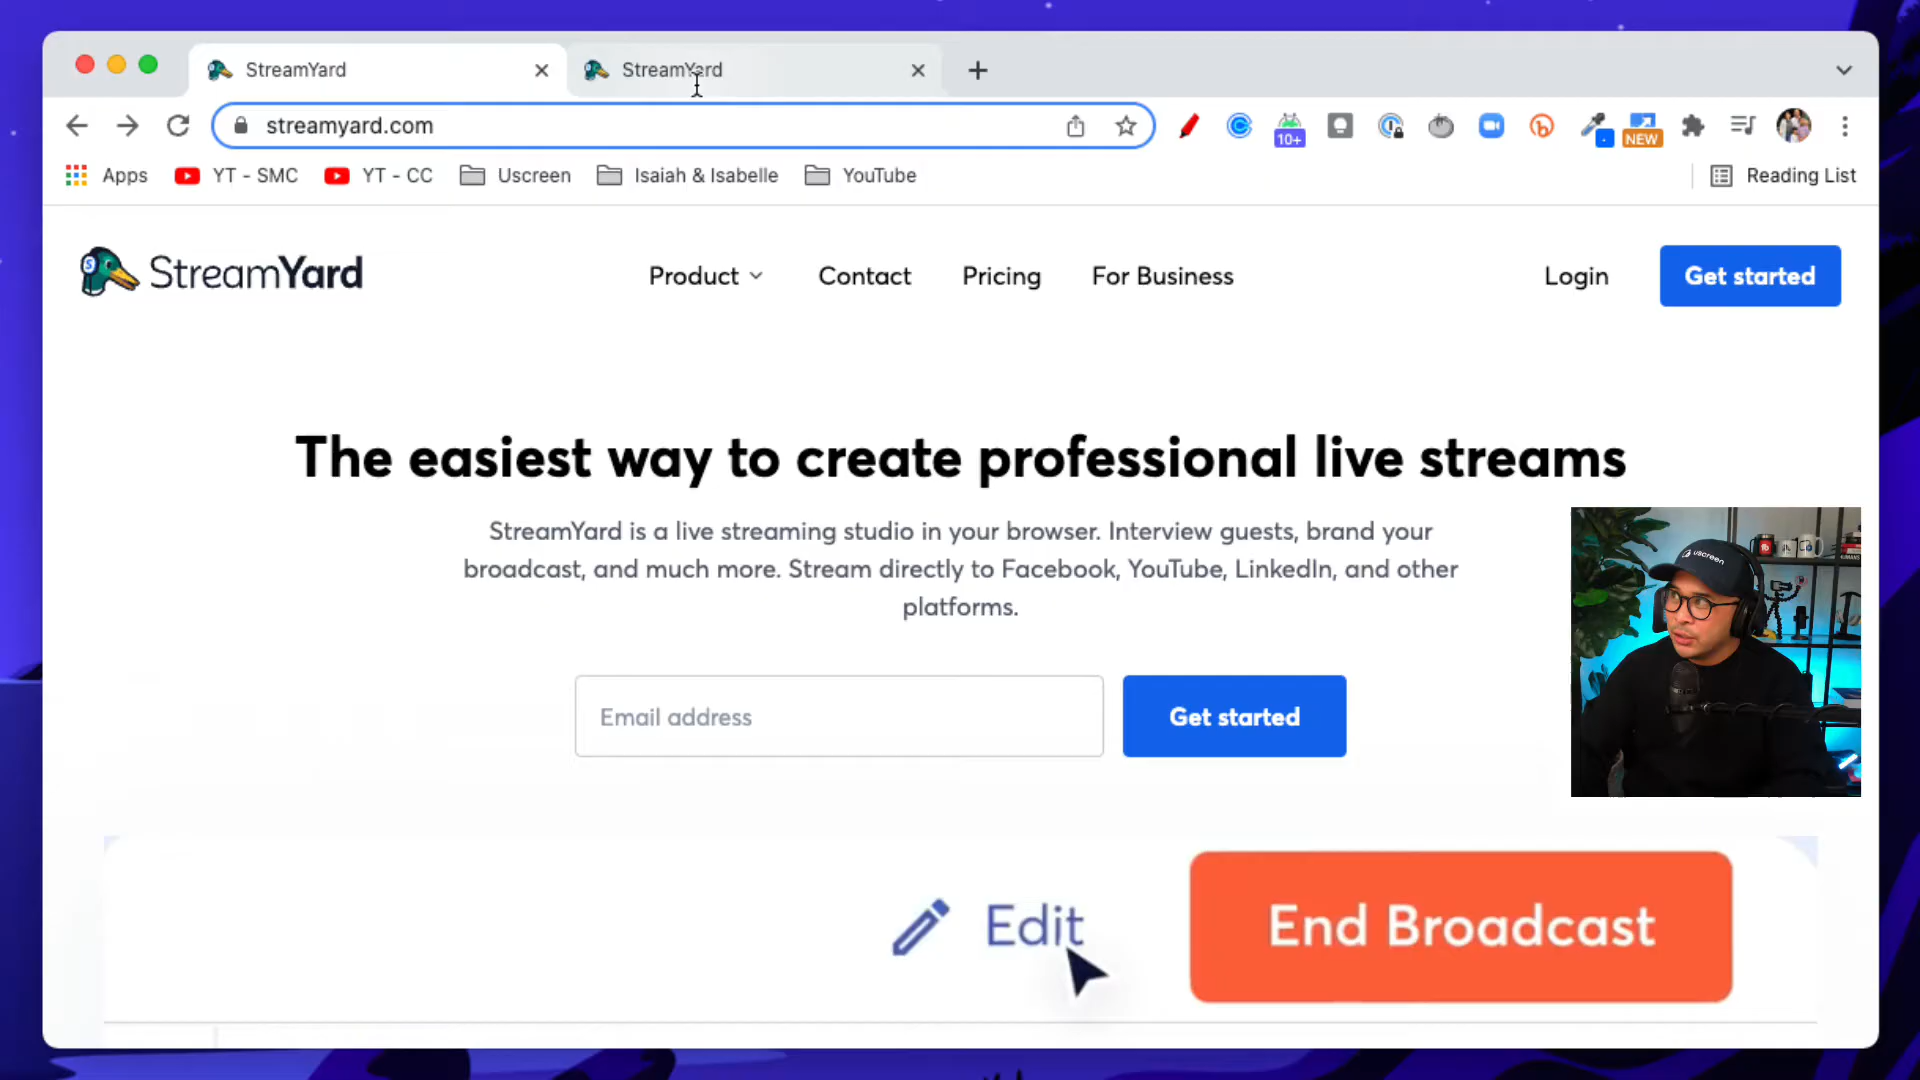 StreamYard
StreamYard
streamyard.com
10+
NEW
Apps
YT - SMC
YT - CC
Uscreen
Isaiah & Isabelle
YouTube
Reading List
StreamYard
Product
Contact
Pricing
For Business
Login
Get started
The easiest way to create professional live streams
StreamYard is a live streaming studio in your browser. Interview guests, brand your
broadcast, and much more. Stream directly to Facebook, YouTube, LinkedIn, and other
platforms.
Email address
Get started
uscreen
Edit
End Broadcast